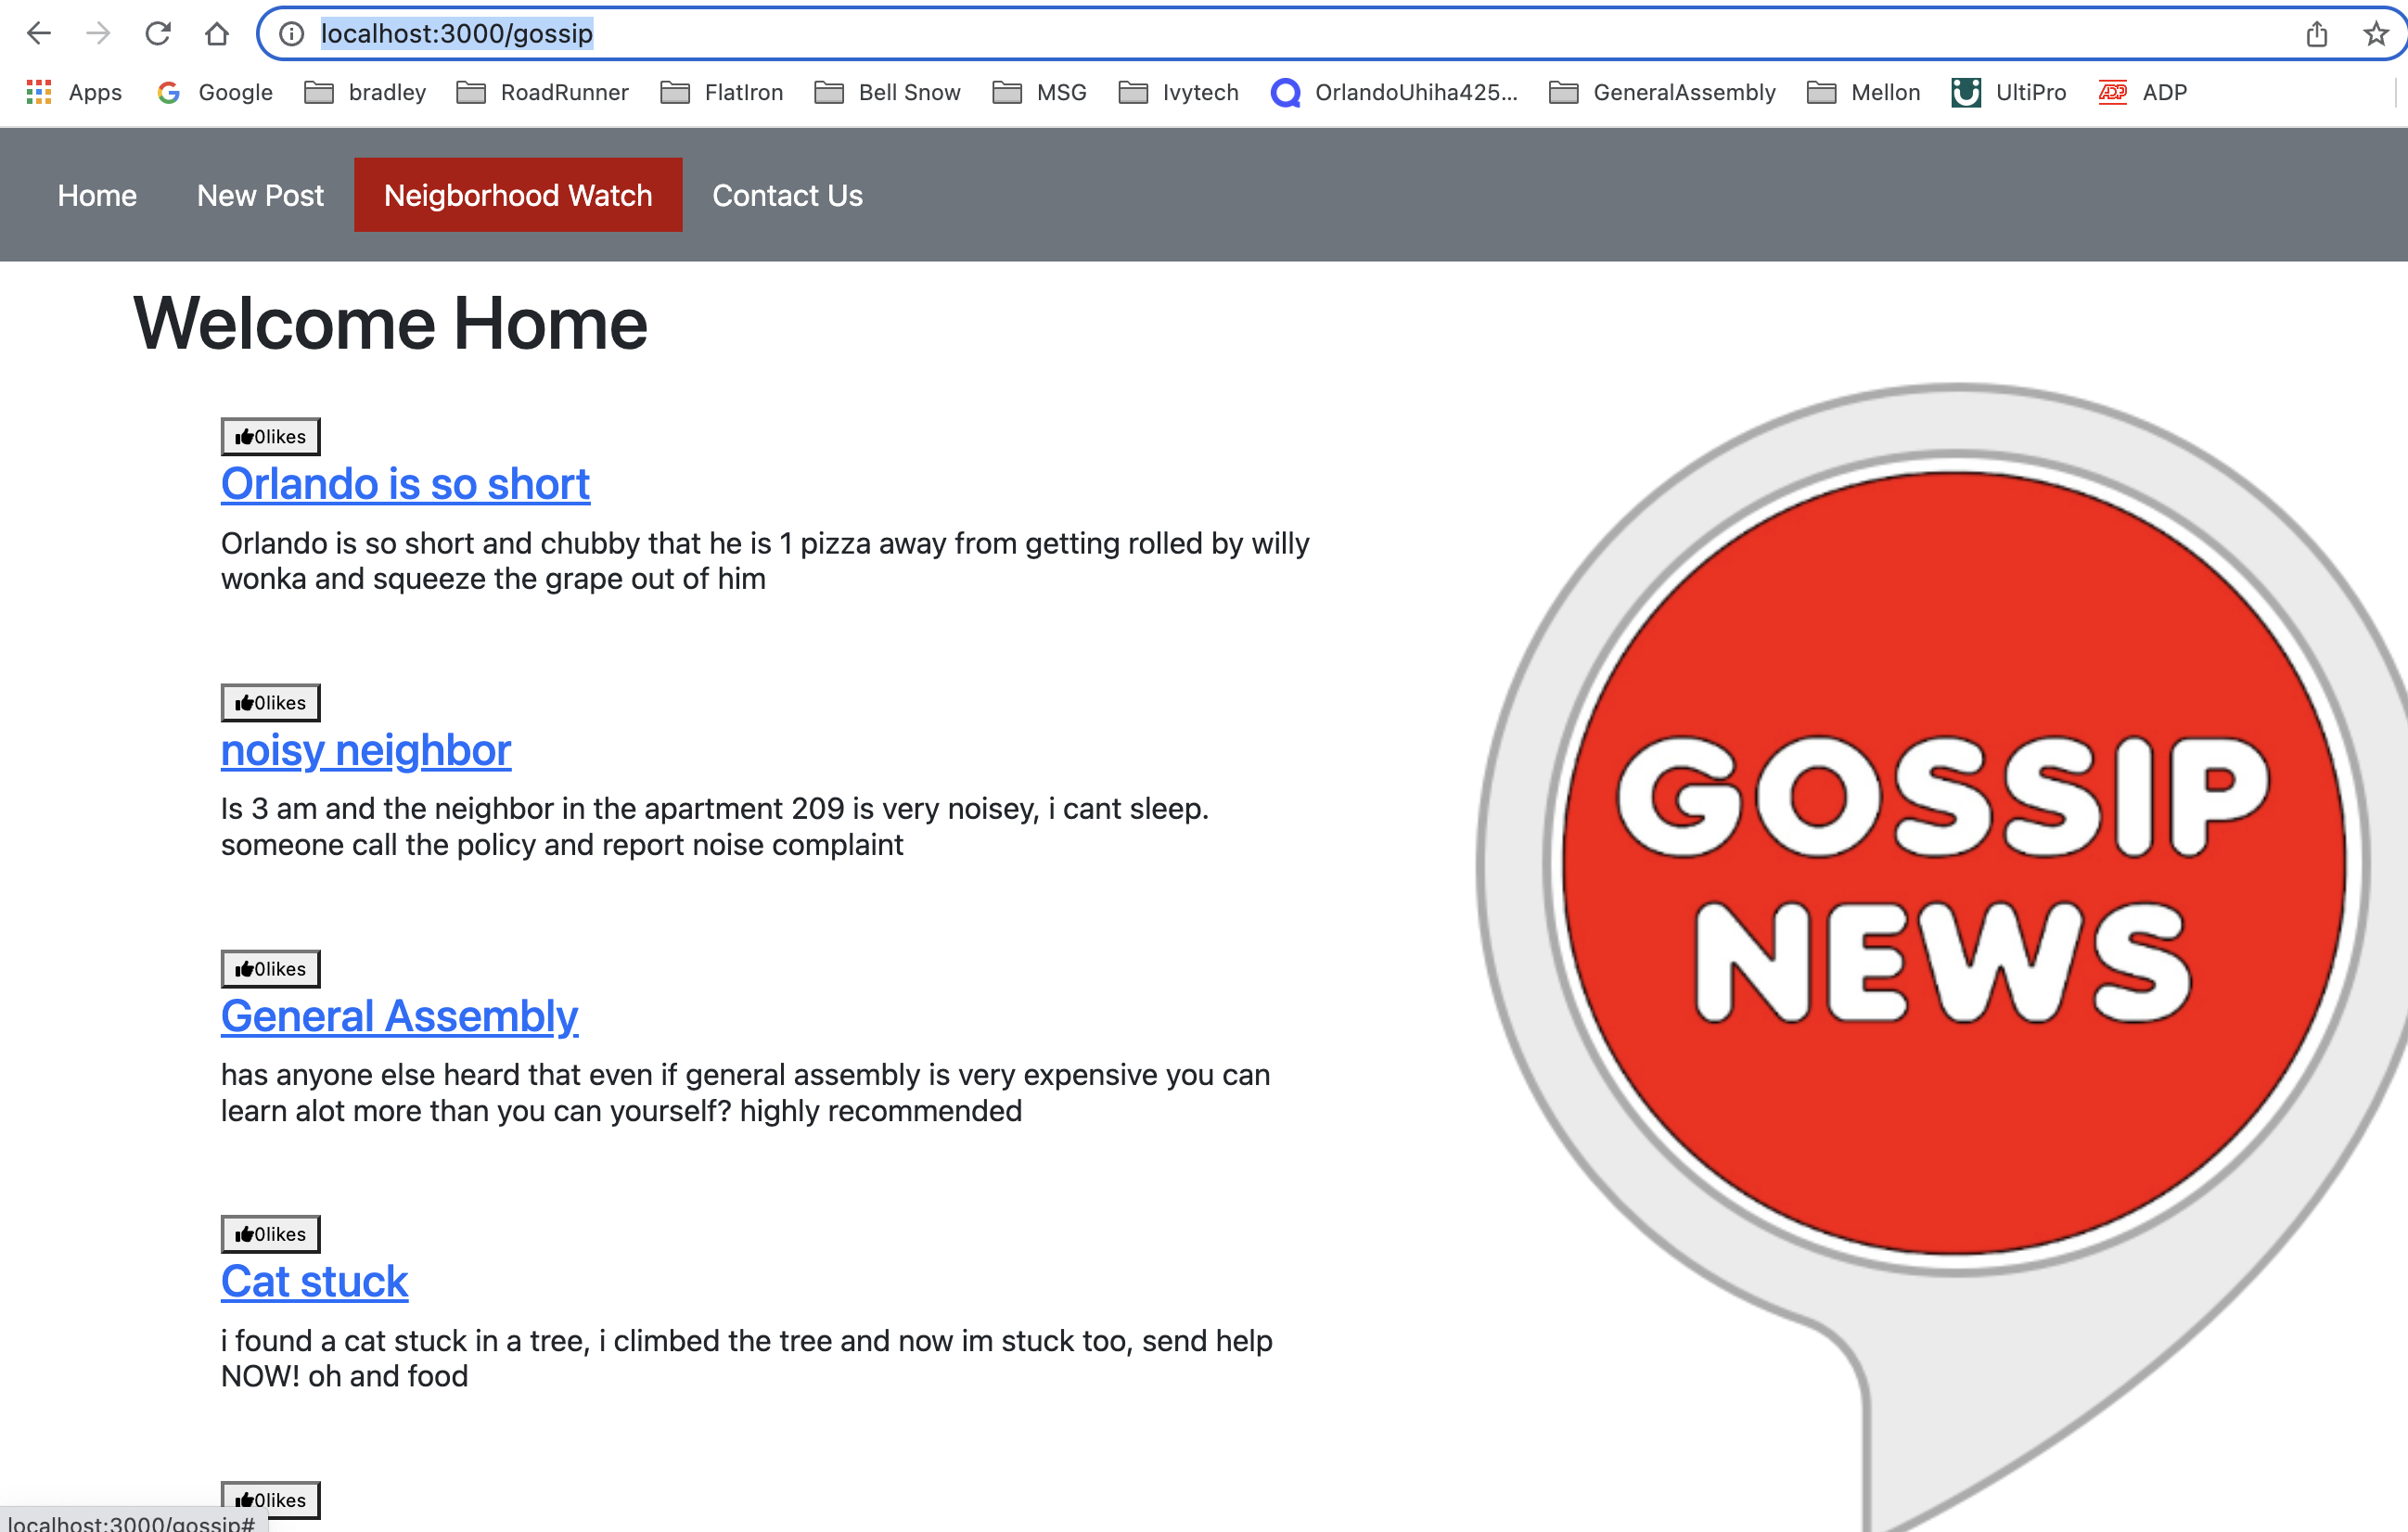 localhost:3000/gossip
Apps Google bradley RoadRunner FlatIron Bell Snow MSG Ivytech OrlandoUhiha425... GeneralAssembly Mellon UltiPro ADP ADP
Home New Post Neigborhood Watch Contact Us
Welcome Home
0likes
Orlando is so short
Orlando is so short and chubby that he is 1 pizza away from getting rolled by willy
wonka and squeeze the grape out of him
0likes
noisy neighbor
Is 3 am and the neighbor in the apartment 209 is very noisey, i cant sleep.
someone call the policy and report noise complaint
0likes
General Assembly
has anyone else heard that even if general assembly is very expensive you can
learn alot more than you can yourself? highly recommended
0likes
Cat stuck
i found a cat stuck in a tree, i climbed the tree and now im stuck too, send help
NOW! oh and food
0likes
GOSSIP
NEWS
localhost:3000/gossip#